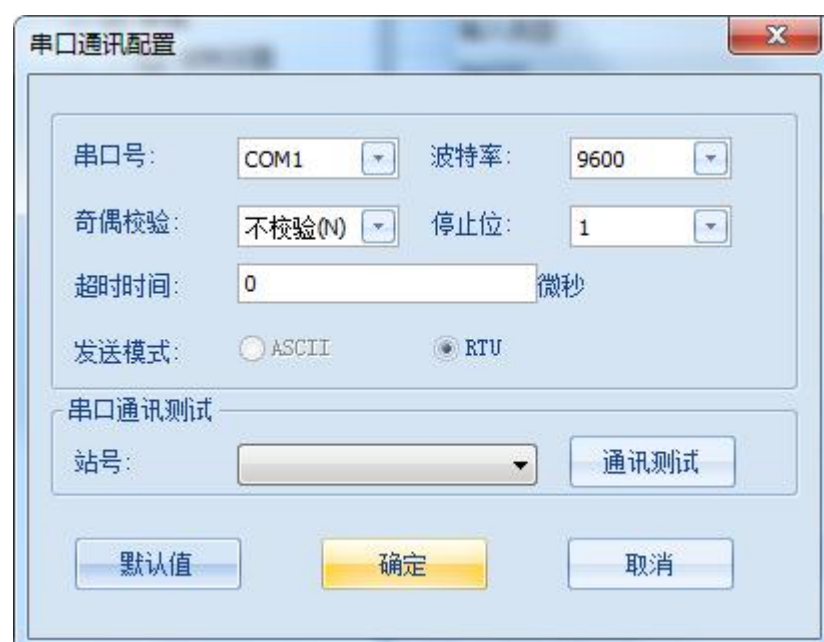 串口通讯配置
串口号: COM1 波特率: 9600
奇偶校验: 不校验(N) 停止位: 1
超时时间: 0 微秒
发送模式: ASCII RTU
串口通讯测试
站号: 通讯测试
默认值 确定 取消